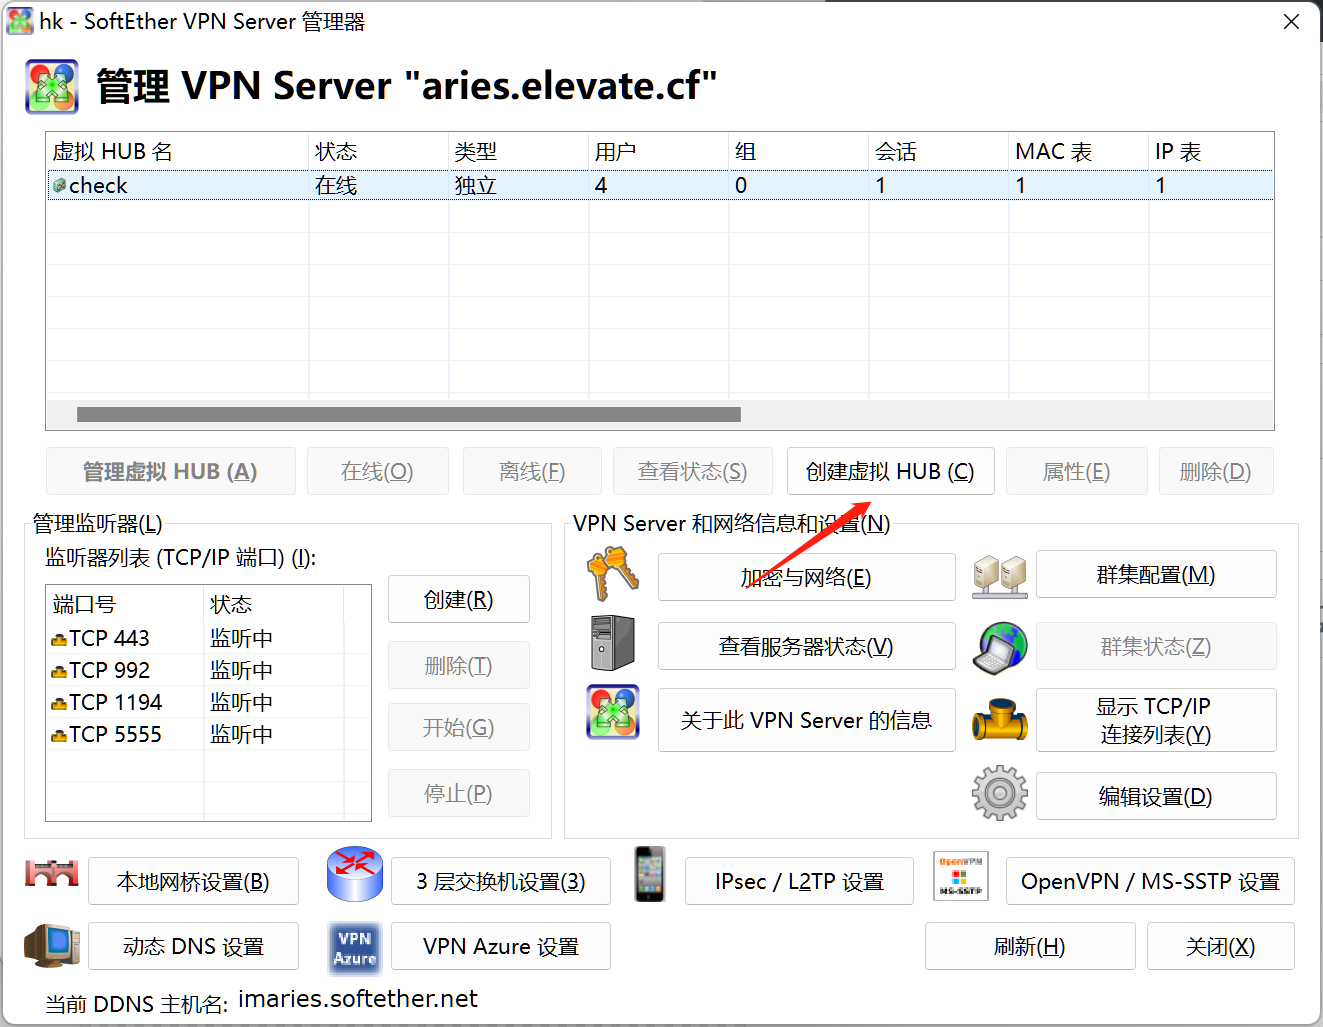 hk - SoftEther VPN Server 管理器
管理 VPN Server "aries.elevate.cf"
虚拟 HUB 名 状态 类型 用户 组 会话 MAC 表 IP 表
check 在线 独立 4 0 1 1 1
管理虚拟 HUB (A) 在线(O) 离线(F) 查看状态(S) 创建虚拟 HUB (C) 属性(E) 删除(D)
管理监听器(L)
监听器列表 (TCP/IP 端口) (I):
端口号 状态
TCP 443 监听中
TCP 992 监听中
TCP 1194 监听中
TCP 5555 监听中
创建(R)
删除(T)
开始(G)
停止(P)
VPN Server 和网络信息和设置(N)
加密与网络(E) 群集配置(M)
查看服务器状态(V) 群集状态(Z)
关于此 VPN Server 的信息 显示 TCP/IP
连接列表(Y)
编辑设置(D)
本地网桥设置(B) 3 层交换机设置(3) IPsec / L2TP 设置 OpenVPN MS-SSTP OpenVPN / MS-SSTP 设置
动态 DNS 设置 VPN Azure VPN Azure 设置 刷新(H) 关闭(X)
当前 DDNS 主机名: imaries.softether.net